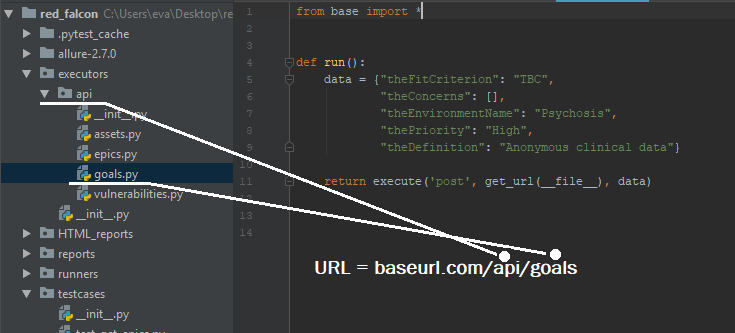 red_falcon C:\Users\eva\Desktop\re
.pytest_cache
allure-2.7.0
executors
api
__init__.py
assets.py
epics.py
goals.py
vulnerabilities.py
__init__.py
HTML_reports
reports
runners
testcases
__init__.py
test_get_epics.py
1 from base import *
2
3
4 def run():
5 data = {"theFitCriterion": "TBC",
6 "theConcerns": [],
7 "theEnvironmentName": "Psychosis",
8 "thePriority": "High",
9 "theDefinition": "Anonymous clinical data"}
10
11 return execute('post', get_url(__file__), data)
12
13
14
URL = baseurl.com/api/goals